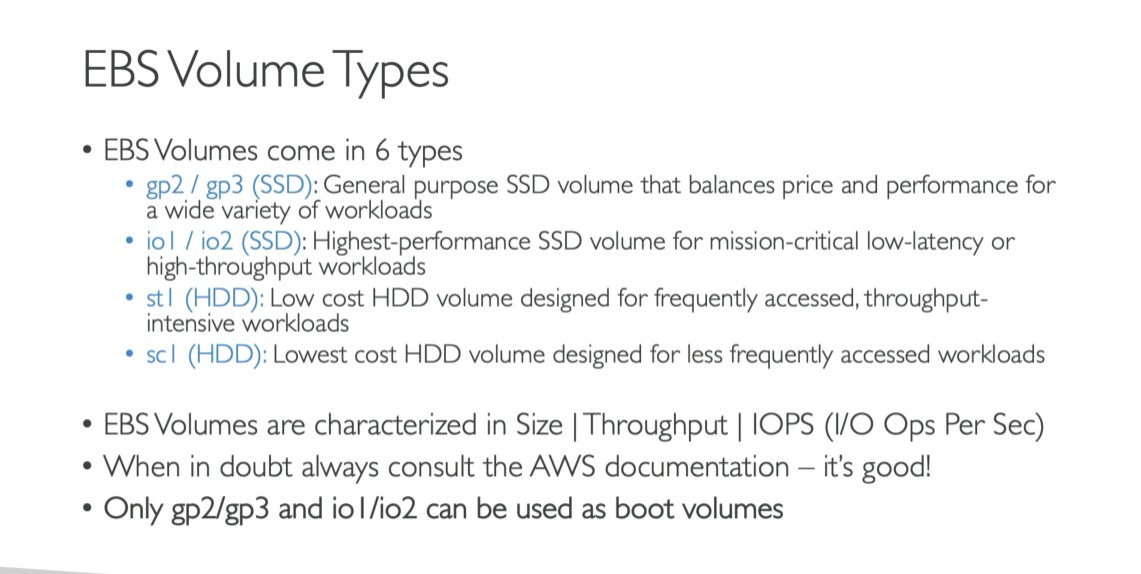 EBS Volume Types
• EBS Volumes come in 6 types
• gp2 / gp3 (SSD): General purpose SSD volume that balances price and performance for
a wide variety of workloads
• io1 / io2 (SSD): Highest-performance SSD volume for mission-critical low-latency or
high-throughput workloads
• st1 (HDD): Low cost HDD volume designed for frequently accessed, throughput-
intensive workloads
• sc1 (HDD): Lowest cost HDD volume designed for less frequently accessed workloads
• EBS Volumes are characterized in Size | Throughput | IOPS (I/O Ops Per Sec)
• When in doubt always consult the AWS documentation – it's good!
• Only gp2/gp3 and io1/io2 can be used as boot volumes